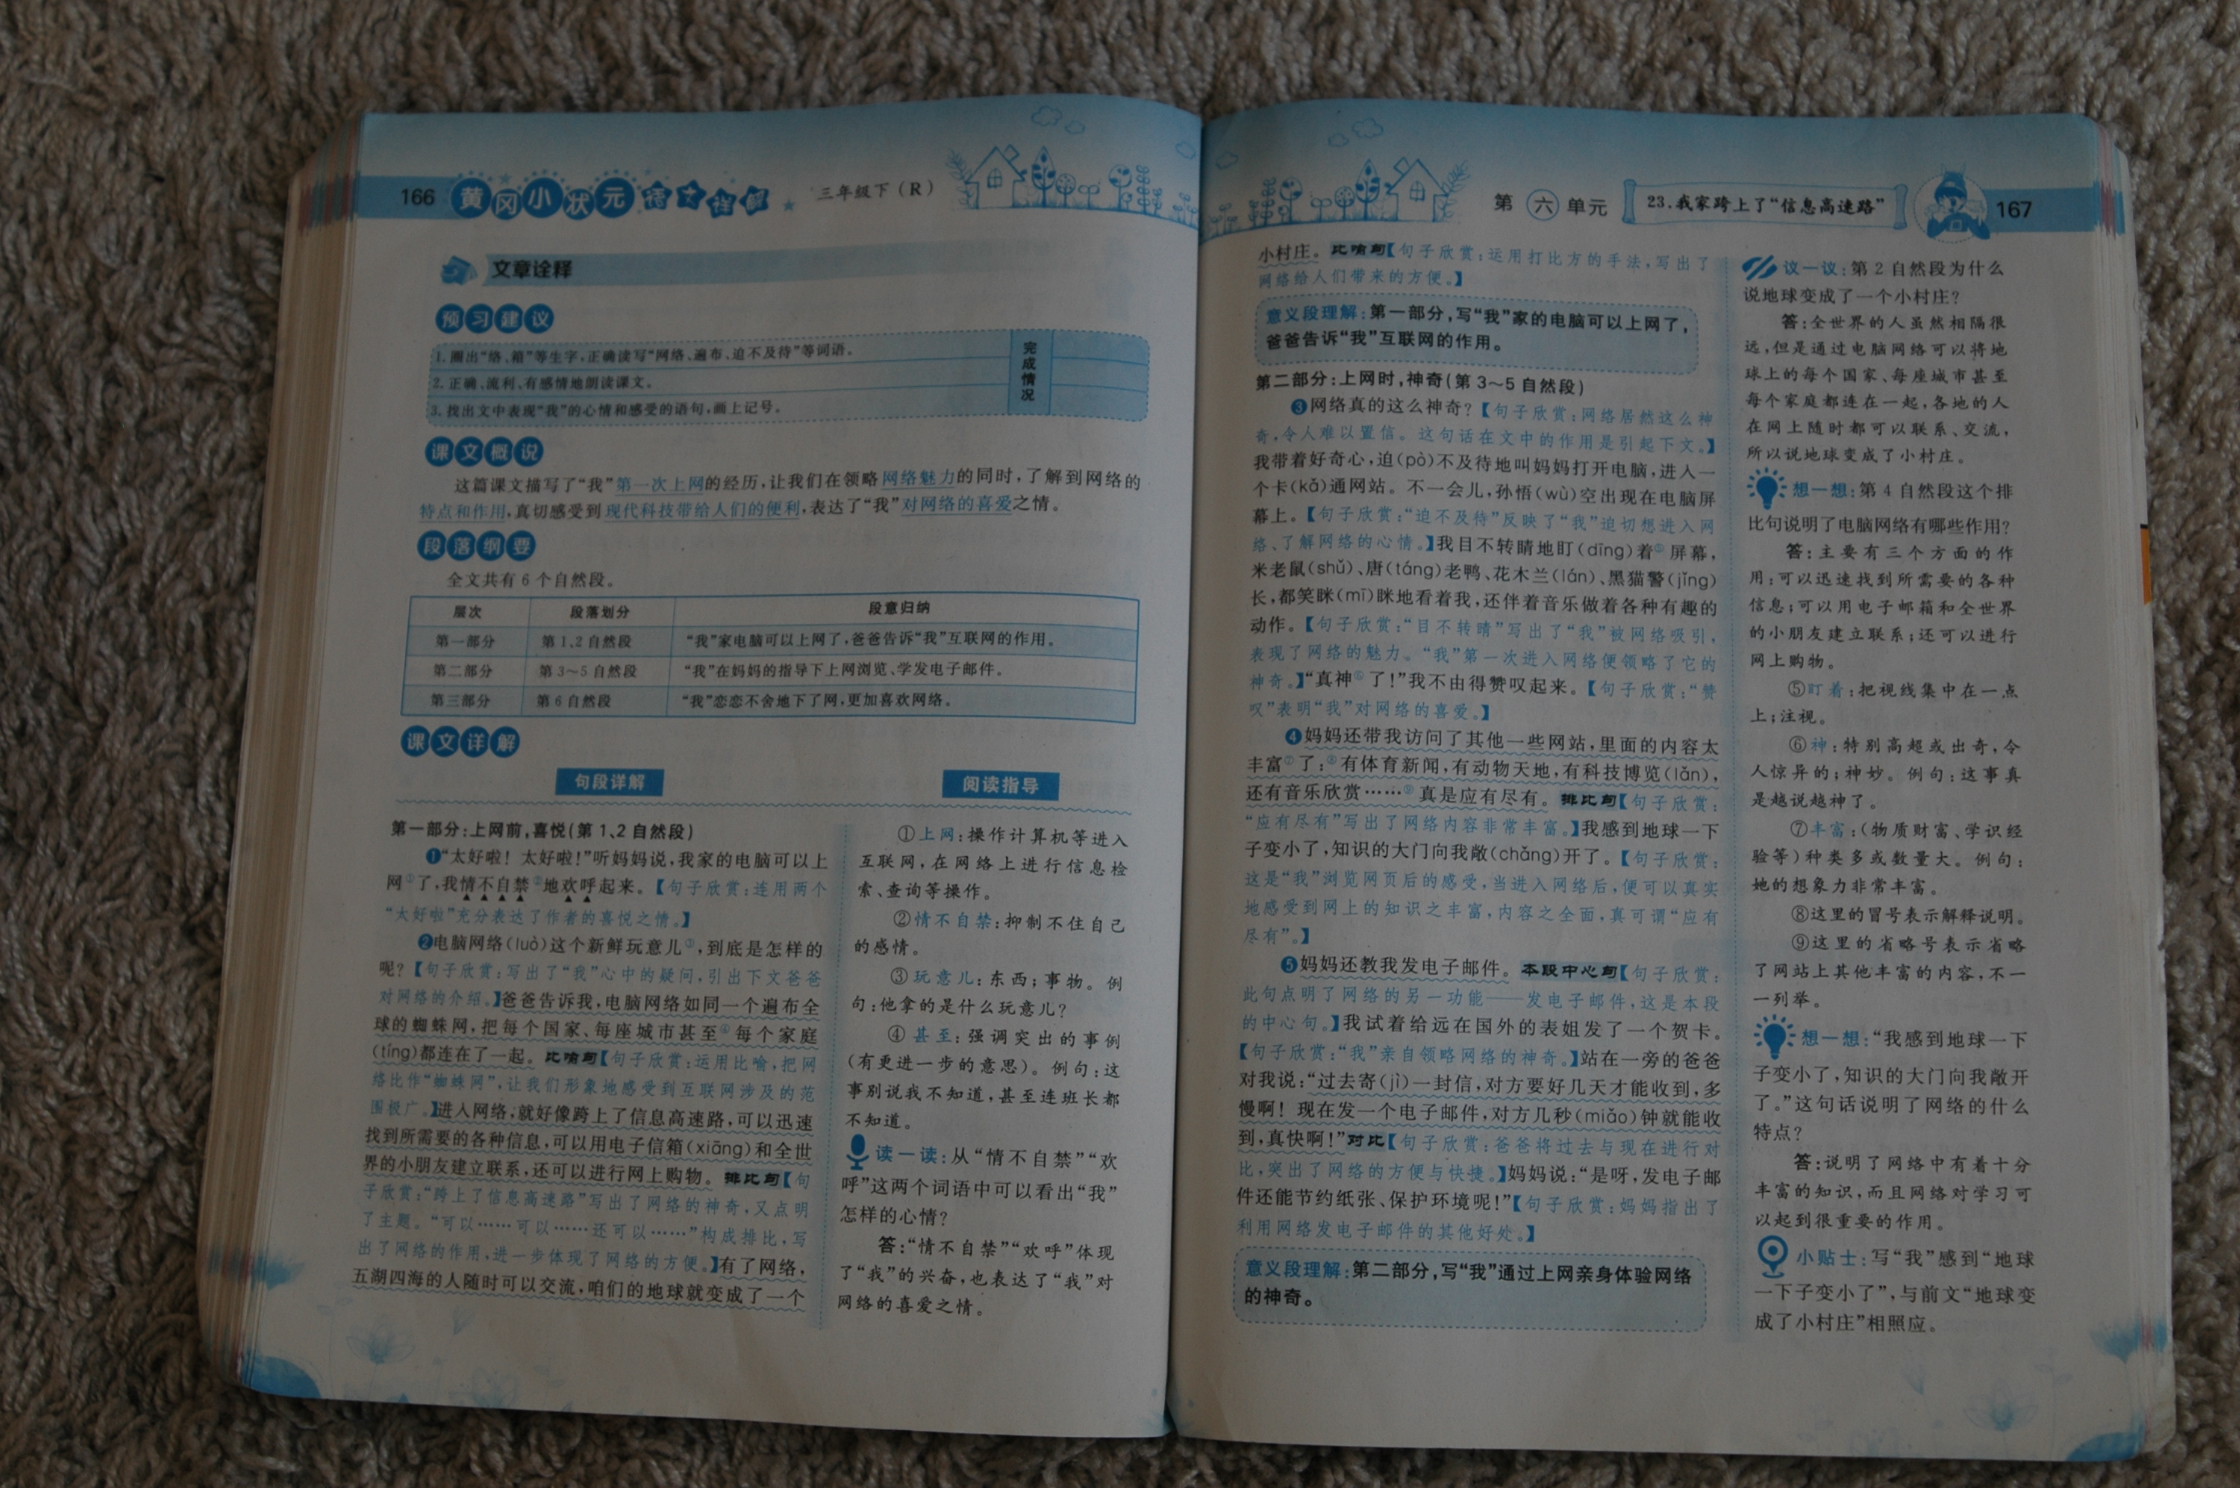 166 黄冈小状元 语文详解 ★ 三年级下(R)
文章诠释
预习建议
1.画出“络、箱”等生字,正确读写“网络、遍布、迫不及待”等词语。
2.正确、流利、有感情地朗读课文。
3.找出文中表现“我”的心情和感受的语句,画上记号。
完成情况
课文概说
这篇课文描写了“我”第一次上网的经历,让我们在领略网络魅力的同时,了解到网络的
特点和作用,真切感受到现代科技带给人们的便利,表达了“我”对网络的喜爱之情。
段落纲要
全文共有6个自然段。
层次 段落划分 段意归纳
第一部分 第1、2自然段 “我”家电脑可以上网了,爸爸告诉“我”互联网的作用。
第二部分 第3~5自然段 “我”在妈妈的指导下上网浏览、学发电子邮件。
第三部分 第6自然段 “我”恋恋不舍地下了网,更加喜欢网络。
课文详解
句段详解
第一部分:上网前,喜悦(第1、2自然段)
❶“太好啦!太好啦!”听妈妈说,我家的电脑可以上
网①了,我情不自禁②地欢呼起来。【句子欣赏:连用两个
“太好啦”充分表达了作者的喜悦之情。】
❷电脑网络(luò)这个新鲜玩意儿③,到底是怎样的
呢?【句子欣赏:写出了“我”心中的疑问,引出下文爸爸
对网络的介绍。】爸爸告诉我,电脑网络如同一个遍布全
球的蜘蛛网,把每个国家、每座城市甚至④每个家庭
(tíng)都连在了一起。比喻句【句子欣赏:运用比喻,把网
络比作“蜘蛛网”,让我们形象地感受到互联网涉及的范
围极广。】进入网络,就好像跨上了信息高速路,可以迅速
找到所需要的各种信息,可以用电子信箱(xiāng)和全世
界的小朋友建立联系,还可以进行网上购物。排比句【句
子欣赏:“跨上了信息高速路”写出了网络的神奇,又点明
了主题。“可以……可以……还可以……”构成排比,写
出了网络的作用,进一步体现了网络的方便。】有了网络,
五湖四海的人随时可以交流,咱们的地球就变成了一个
阅读指导
①上网:操作计算机等进入
互联网,在网络上进行信息检
索、查询等操作。
②情不自禁:抑制不住自己
的感情。
③玩意儿:东西;事物。例
句:他拿的是什么玩意儿?
④甚至:强调突出的事例
(有更进一步的意思)。例句:这
事别说我不知道,甚至连班长都
不知道。
读一读:从“情不自禁”“欢
呼”这两个词语中可以看出“我”
怎样的心情?
答:“情不自禁”“欢呼”体现
了“我”的兴奋,也表达了“我”对
网络的喜爱之情。
第六单元 23.我家跨上了“信息高速路” 167
小村庄。比喻句【句子欣赏:运用打比方的手法,写出了
网络给人们带来的方便。】
意义段理解:第一部分,写“我”家的电脑可以上网了,
爸爸告诉“我”互联网的作用。
第二部分:上网时,神奇(第3~5自然段)
❸网络真的这么神奇?【句子欣赏:网络居然这么神
奇,令人难以置信。这句话在文中的作用是引起下文。】
我带着好奇心,迫(pò)不及待地叫妈妈打开电脑,进入一
个卡(kǎ)通网站。不一会儿,孙悟(wù)空出现在电脑屏
幕上。【句子欣赏:“迫不及待”反映了“我”迫切想进入网
络、了解网络的心情。】我目不转睛地盯(dīng)着⑤屏幕,
米老鼠(shǔ)、唐(táng)老鸭、花木兰(lán)、黑猫警(jǐng)
长,都笑眯(mī)眯地看着我,还伴着音乐做着各种有趣的
动作。【句子欣赏:“目不转睛”写出了“我”被网络吸引,
表现了网络的魅力。“我”第一次进入网络便领略了它的
神奇。】“真神⑥了!”我不由得赞叹起来。【句子欣赏:“赞
叹”表明“我”对网络的喜爱。】
❹妈妈还带我访问了其他一些网站,里面的内容太
丰富⑦了:⑧有体育新闻,有动物天地,有科技博览(lǎn),
还有音乐欣赏……⑨真是应有尽有。排比句【句子欣赏:
“应有尽有”写出了网络内容非常丰富。】我感到地球一下
子变小了,知识的大门向我敞(chǎng)开了。【句子欣赏:
这是“我”浏览网页后的感受,当进入网络后,便可以真实
地感受到网上的知识之丰富,内容之全面,真可谓“应有
尽有”。】
❺妈妈还教我发电子邮件。本段中心句【句子欣赏:
此句点明了网络的另一功能——发电子邮件,这是本段
的中心句。】我试着给远在国外的表姐发了一个贺卡。
【句子欣赏:“我”亲自领略网络的神奇。】站在一旁的爸爸
对我说:“过去寄(jì)一封信,对方要好几天才能收到,多
慢啊!现在发一个电子邮件,对方几秒(miǎo)钟就能收
到,真快啊!”对比【句子欣赏:爸爸将过去与现在进行对
比,突出了网络的方便与快捷。】妈妈说:“是呀,发电子邮
件还能节约纸张、保护环境呢!”【句子欣赏:妈妈指出了
利用网络发电子邮件的其他好处。】
意义段理解:第二部分,写“我”通过上网亲身体验网络
的神奇。
议一议:第2自然段为什么
说地球变成了一个小村庄?
答:全世界的人虽然相隔很
远,但是通过电脑网络可以将地
球上的每个国家、每座城市甚至
每个家庭都连在一起,各地的人
在网上随时都可以联系、交流,
所以说地球变成了小村庄。
想一想:第4自然段这个排
比句说明了电脑网络有哪些作用?
答:主要有三个方面的作
用:可以迅速找到所需要的各种
信息;可以用电子邮箱和全世界
的小朋友建立联系;还可以进行
网上购物。
⑤盯着:把视线集中在一点
上;注视。
⑥神:特别高超或出奇,令
人惊异的;神妙。例句:这事真
是越说越神了。
⑦丰富:(物质财富、学识经
验等)种类多或数量大。例句:
她的想象力非常丰富。
⑧这里的冒号表示解释说明。
⑨这里的省略号表示省略
了网站上其他丰富的内容,不一
一列举。
想一想:“我感到地球一下
子变小了,知识的大门向我敞开
了。”这句话说明了网络的什么
特点?
答:说明了网络中有着十分
丰富的知识,而且网络对学习可
以起到很重要的作用。
小贴士:写“我”感到“地球
一下子变小了”,与前文“地球变
成了小村庄”相照应。